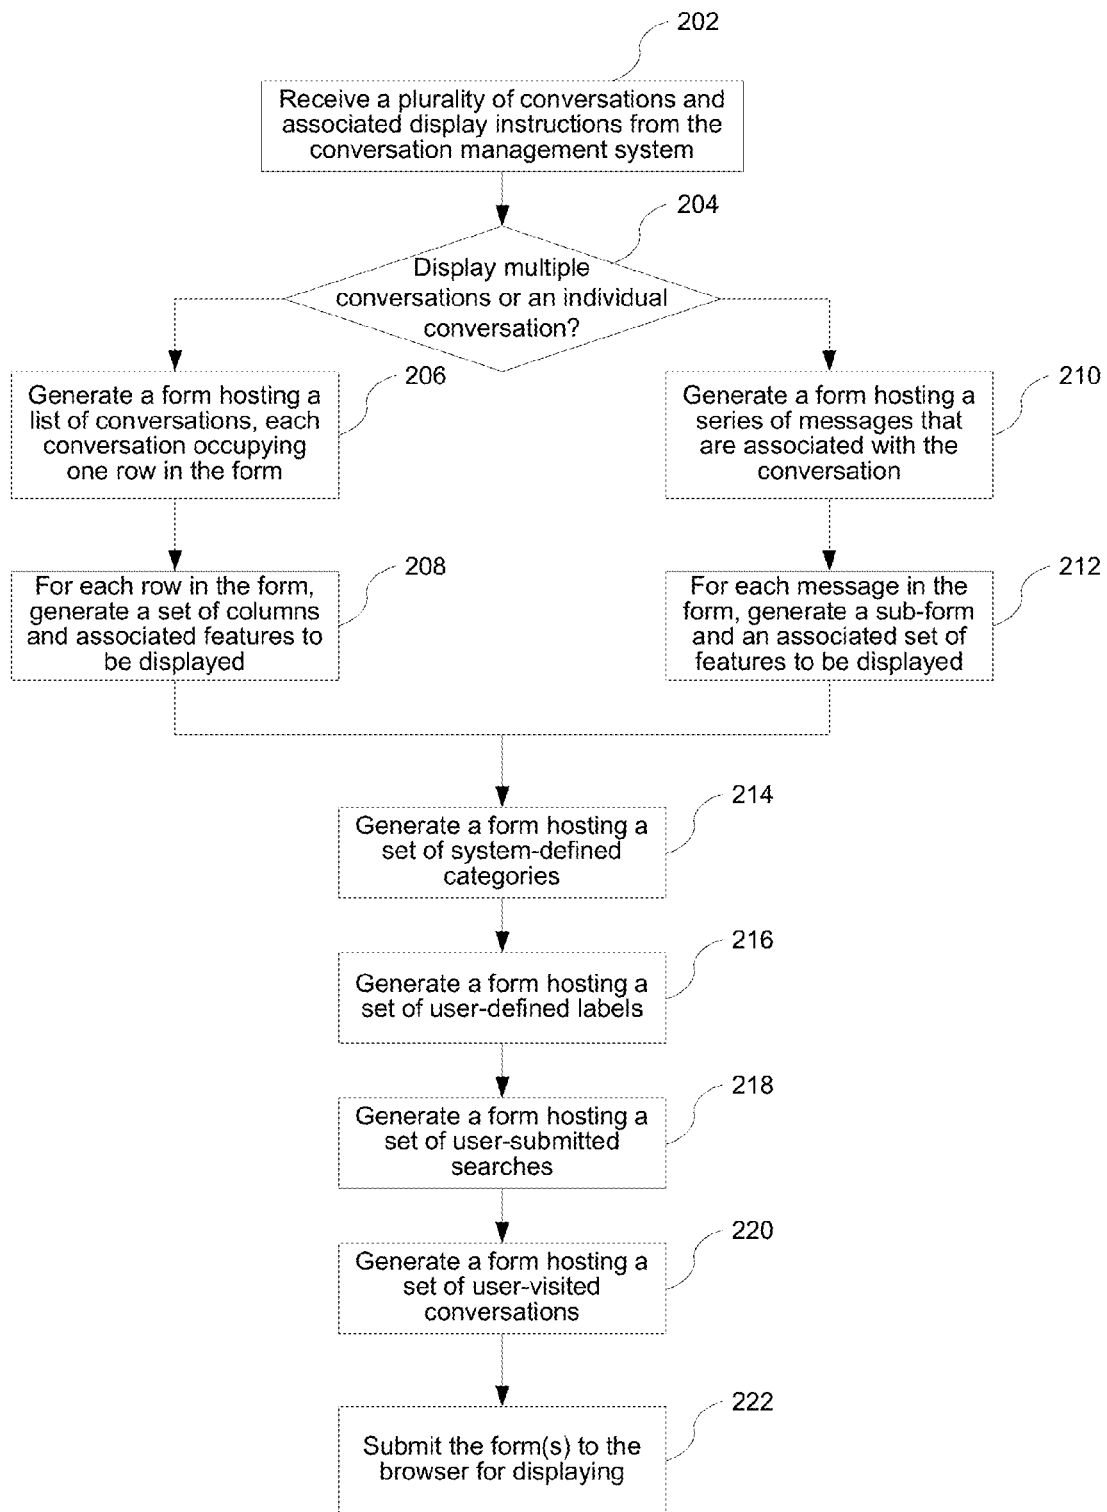 202
Receive a plurality of conversations and
associated display instructions from the
conversation management system
204
Display multiple
conversations or an individual
conversation?
206
Generate a form hosting a
list of conversations, each
conversation occupying
one row in the form
210
Generate a form hosting a
series of messages that
are associated with the
conversation
208
For each row in the form,
generate a set of columns
and associated features to
be displayed
212
For each message in the
form, generate a sub-form
and an associated set of
features to be displayed
214
Generate a form hosting a
set of system-defined
categories
216
Generate a form hosting a
set of user-defined labels
218
Generate a form hosting a
set of user-submitted
searches
220
Generate a form hosting a
set of user-visited
conversations
222
Submit the form(s) to the
browser for displaying